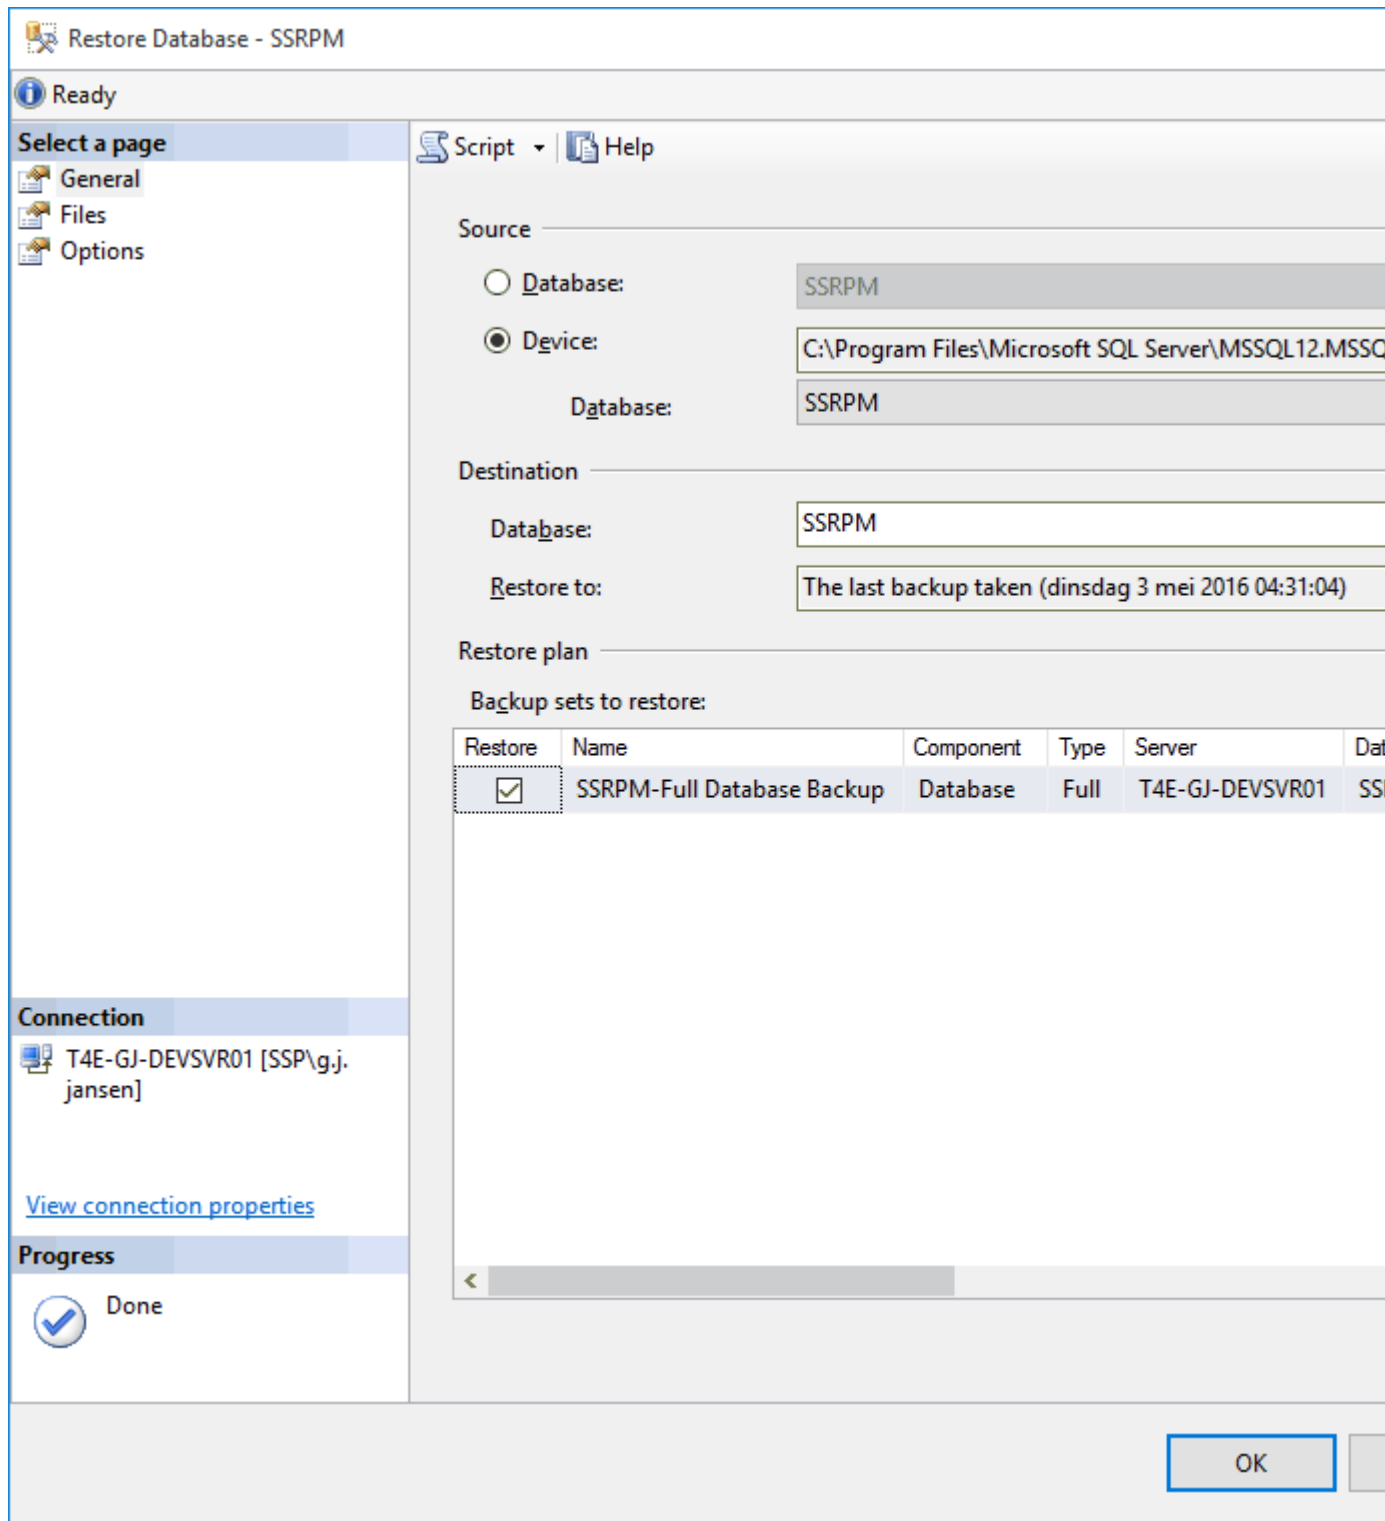 Restore Database - SSRPM
Ready
Select a page
General
Files
Options
Script
Help
Source
Database:
SSRPM
Device:
C:\Program Files\Microsoft SQL Server\MSSQL12.MSSQ
Database:
SSRPM
Destination
Database:
SSRPM
Restore to:
The last backup taken (dinsdag 3 mei 2016 04:31:04)
Restore plan
Backup sets to restore:
Restore Name Component Type Server Dat
SSRPM-Full Database Backup Database Full T4E-GJ-DEVSVR01 SS
Connection
T4E-GJ-DEVSVR01 [SSP\g.j.
jansen]
View connection properties
Progress
Done
OK